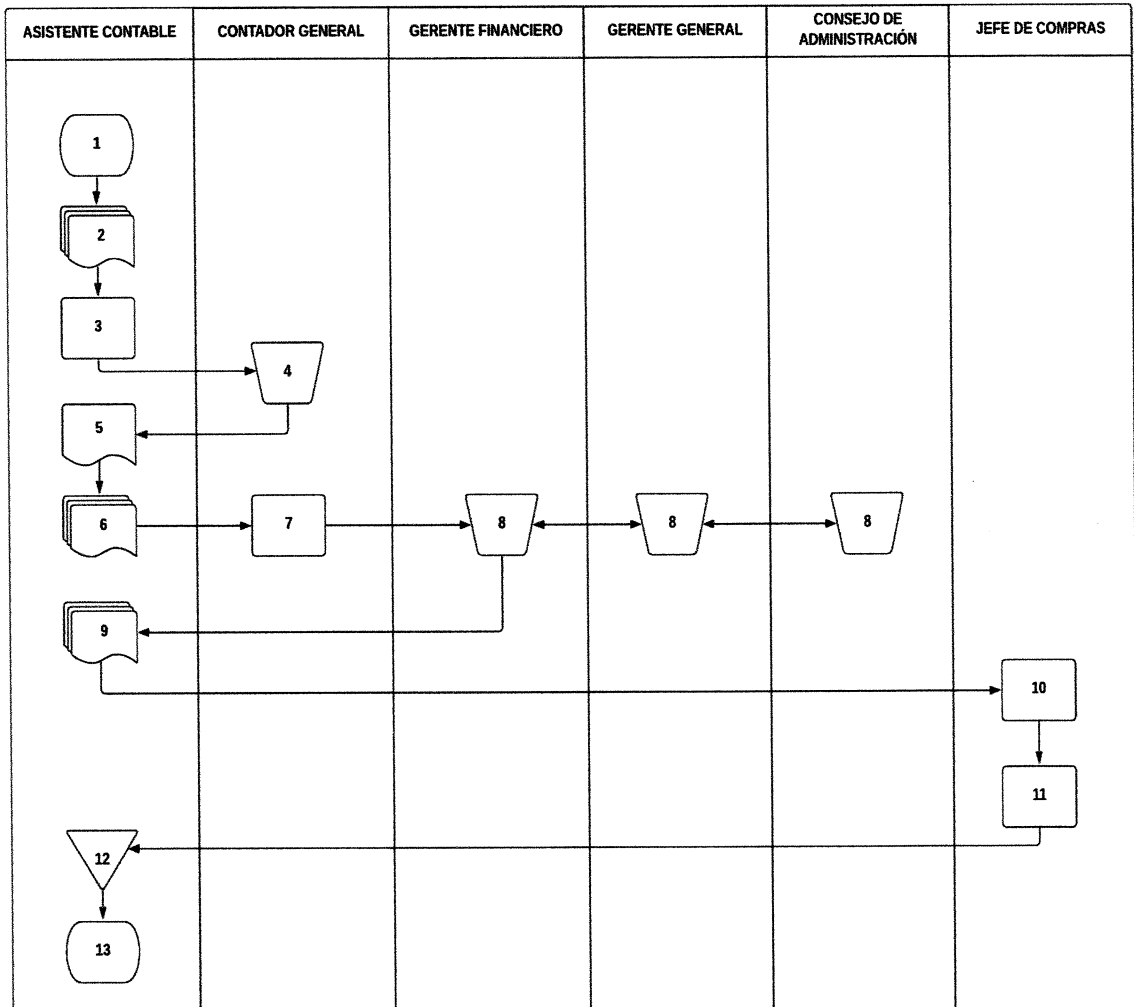 ASISTENTE CONTABLE
CONTADOR GENERAL
GERENTE FINANCIERO
GERENTE GENERAL
CONSEJO DE
ADMINISTRACIÓN
JEFE DE COMPRAS
1
2
3
4
5
6
7
8
8
8
9
10
11
12
13